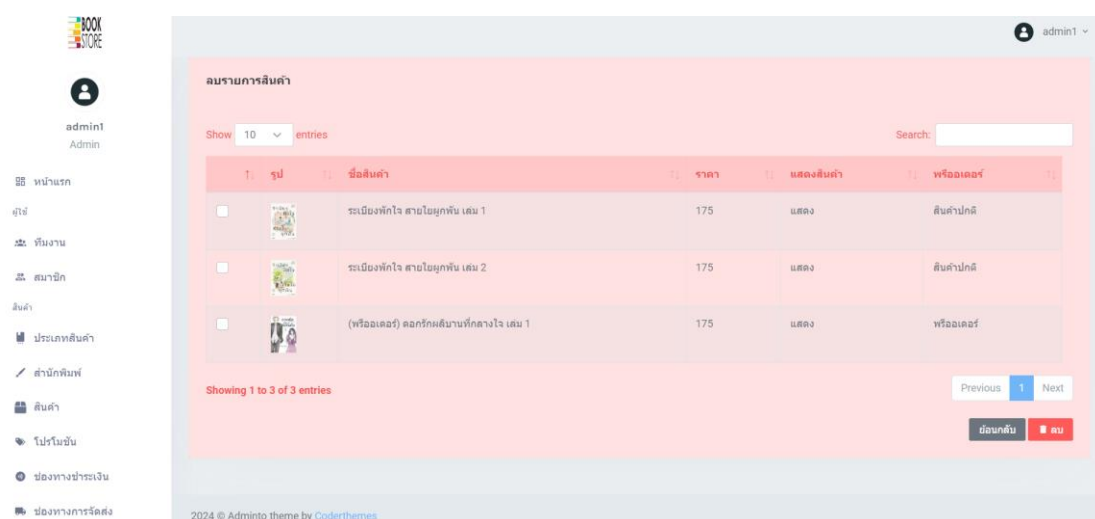 BOOK
STORE
admin1
admin1
Admin
หน้าแรก
ผู้ใช้
ทีมงาน
สมาชิก
สินค้า
ประเภทสินค้า
สำนักพิมพ์
สินค้า
โปรโมชัน
ช่องทางชำระเงิน
ช่องทางการจัดส่ง
ลบรายการสินค้า
Show 10 entries
Search:
รูป ชื่อสินค้า ราคา แสดงสินค้า พรีออเดอร์
ระเบียงพักใจ สายใยผูกพัน เล่ม 1 175 แสดง สินค้าปกติ
ระเบียงพักใจ สายใยผูกพัน เล่ม 2 175 แสดง สินค้าปกติ
(พรีออเดอร์) ดอกรักผลิบานที่กลางใจ เล่ม 1 175 แสดง พรีออเดอร์
Showing 1 to 3 of 3 entries
Previous 1 Next
ย้อนกลับ ลบ
2024 © Adminto theme by Coderthemes